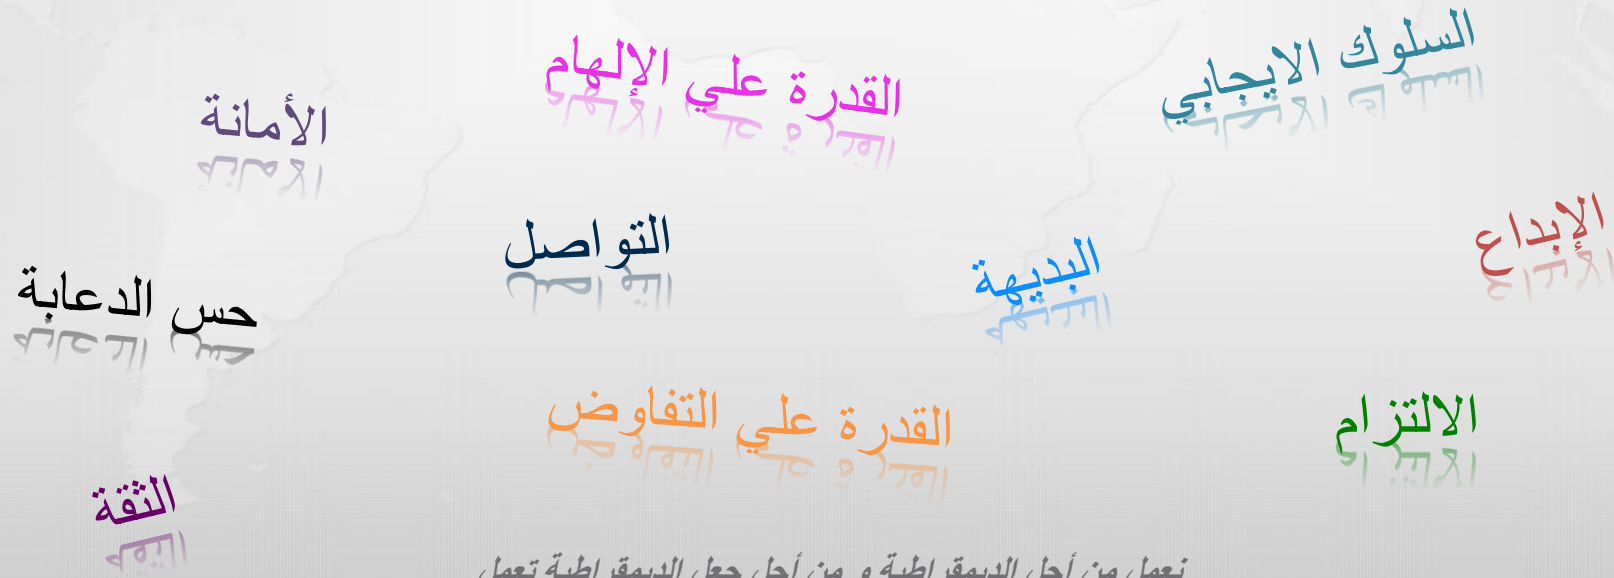 السلوك الايجابي
القدرة علي الإلهام
الأمانة
الإبداع
التواصل
البديهة
حس الدعابة
الالتزام
القدرة علي التفاوض
الثقة
نعمل من أجل الديمقراطية و من أجل جعل الديمقراطية تعمل